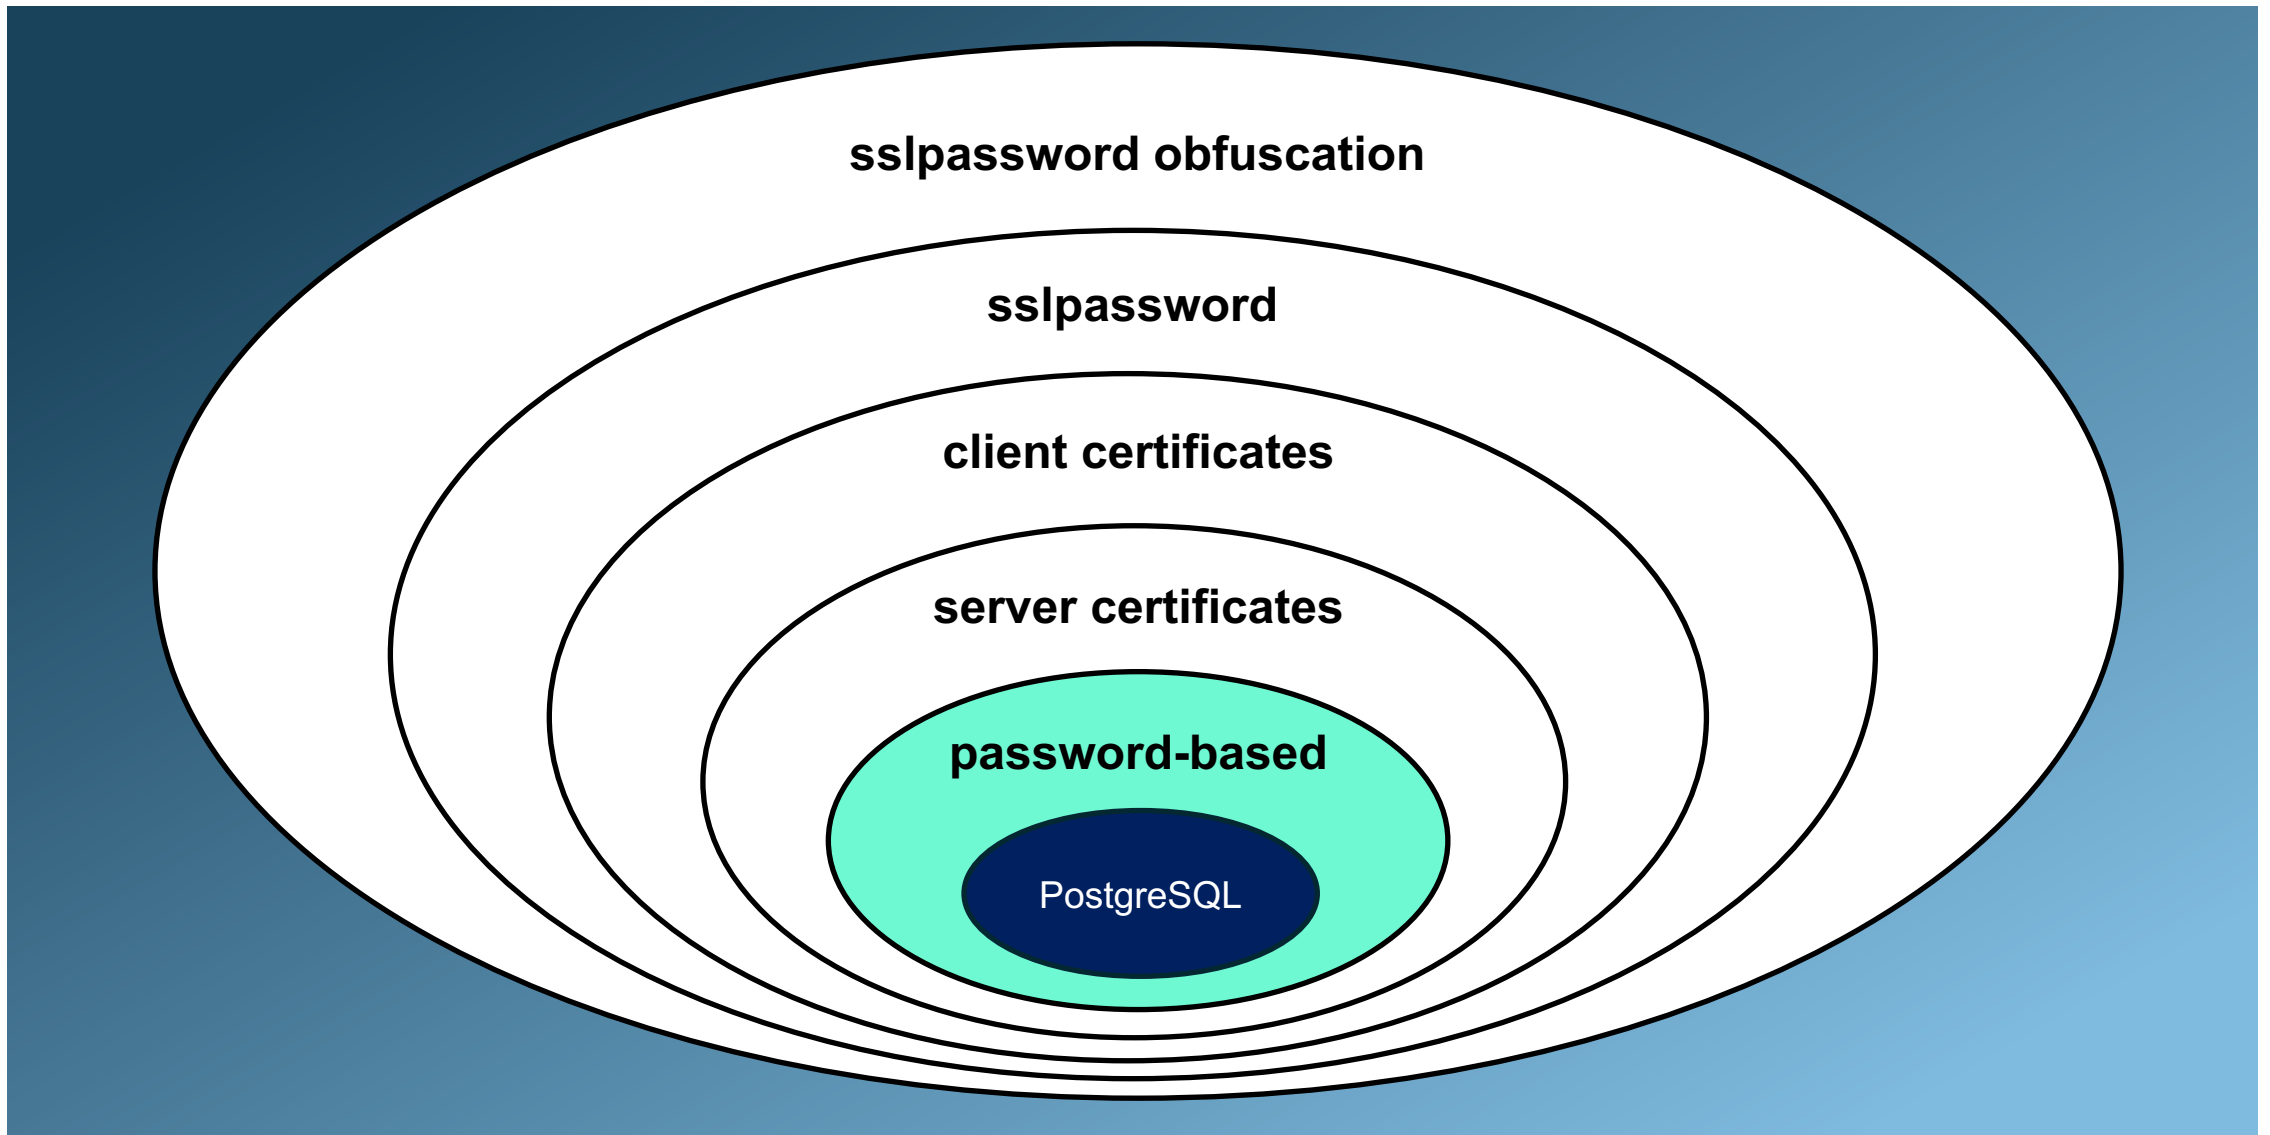 sslpassword obfuscation
sslpassword
client certificates
server certificates
password-based
PostgreSQL